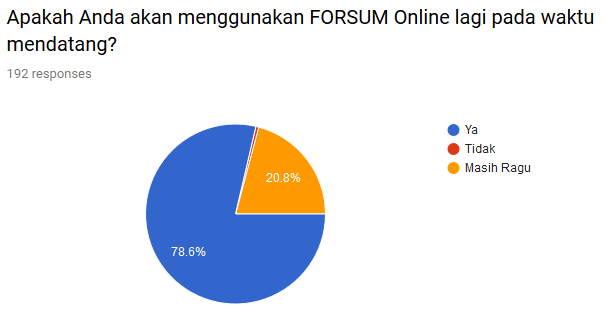 Apakah Anda akan menggunakan FORSUM Online lagi pada waktu
mendatang?
192 responses
Ya
Tidak
Masih Ragu
20.8%
78.6%